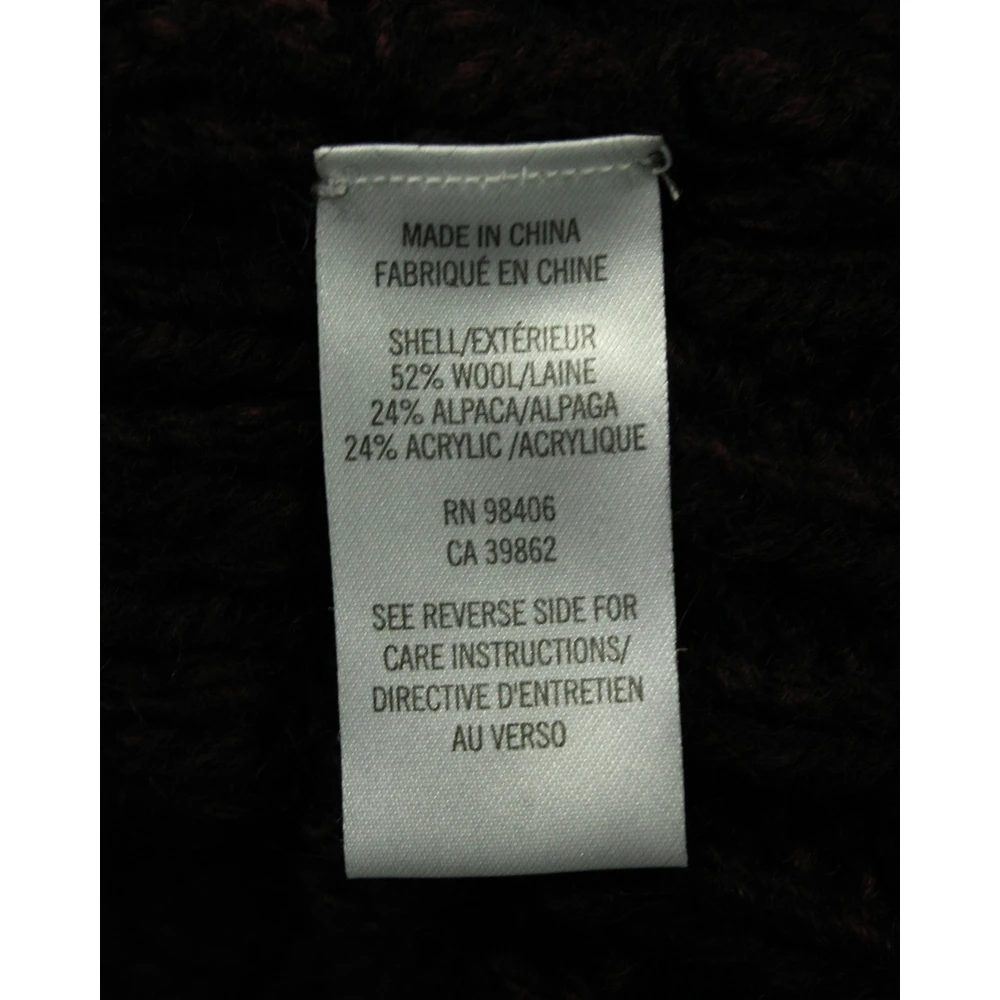 MADE IN CHINA
FABRIQUÉ EN CHINE
SHELL/EXTÉRIEUR
52% WOOL/LAINE
24% ALPACA/ALPAGA
24% ACRYLIC /ACRYLIQUE
RN 98406
CA 39862
SEE REVERSE SIDE FOR
CARE INSTRUCTIONS/
DIRECTIVE D'ENTRETIEN
AU VERSO